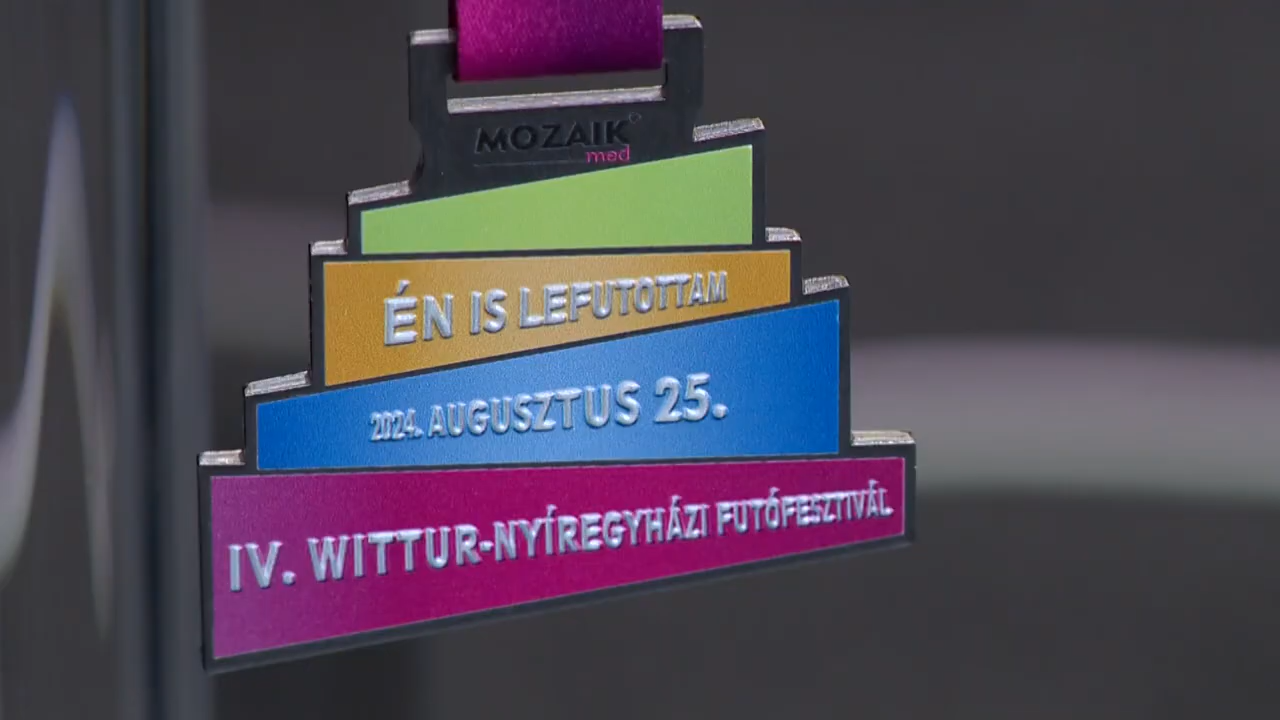 MOZAIK
med
ÉN IS LEFUTOTTAM
2024. AUGUSZTUS 25.
IV. WITTUR-NYÍREGYHÁZI FUTÓFESZTIVÁL